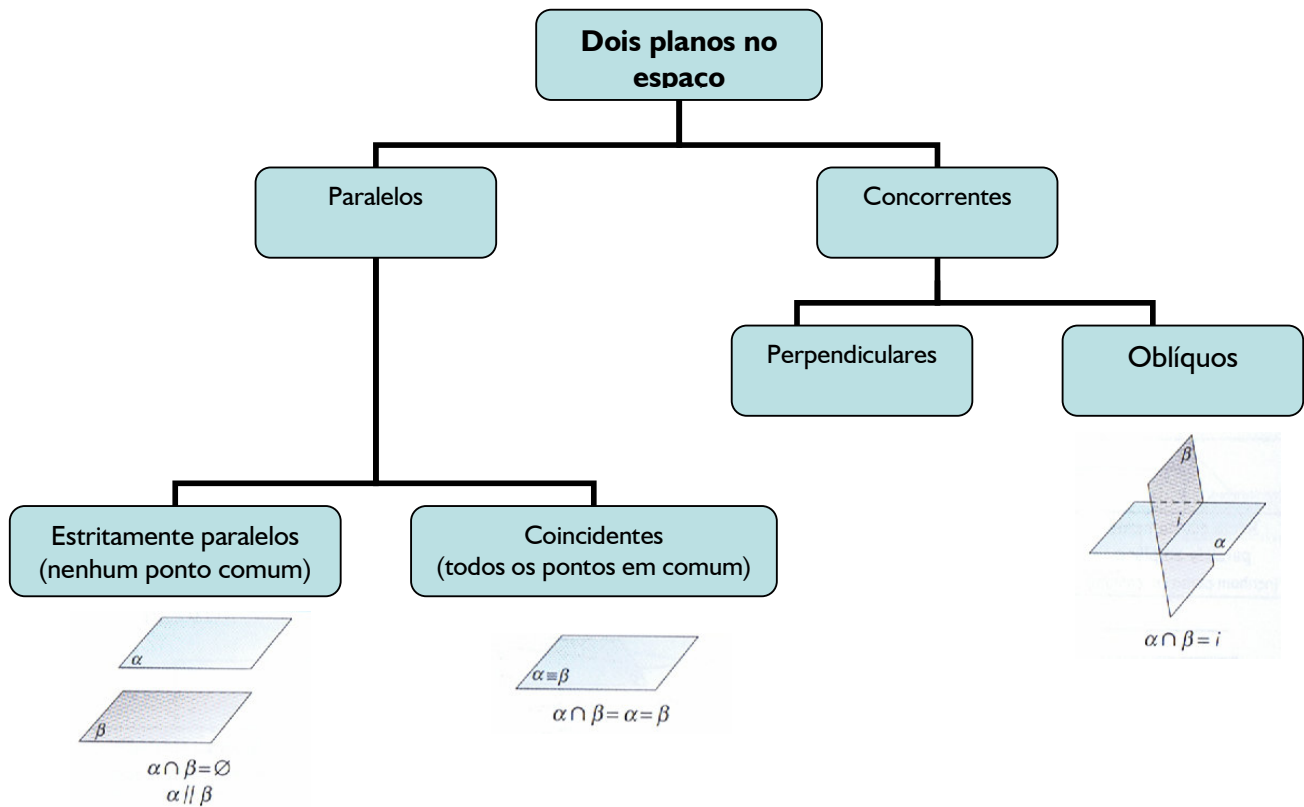 Dois planos no
espaço
Paralelos
Concorrentes
Perpendiculares
Oblíquos
Estritamente paralelos
(nenhum ponto comum)
Coincidentes
(todos os pontos em comum)
α
β
α ∩ β = ∅
α // β
α ≡ β
α ∩ β = α = β
β
i
α
α ∩ β = i